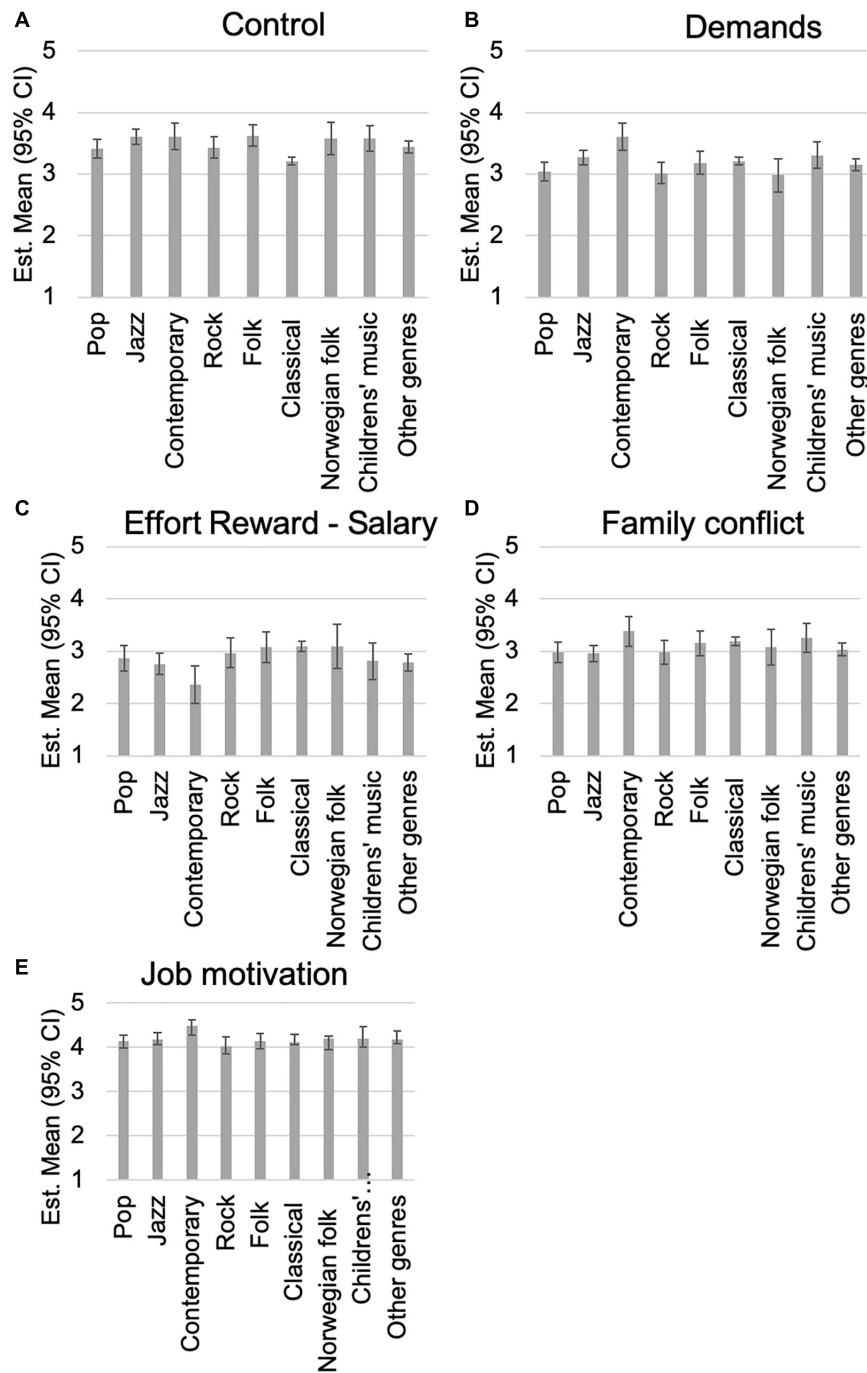 A
Control
Est. Mean (95% CI)
5
4
3
2
1
Pop
Jazz
Contemporary
Rock
Folk
Classical
Norwegian folk
Childrens' music
Other genres
B
Demands
Est. Mean (95% CI)
5
4
3
2
1
Pop
Jazz
Contemporary
Rock
Folk
Classical
Norwegian folk
Childrens' music
Other genres
C
Effort Reward - Salary
Est. Mean (95% CI)
5
4
3
2
1
Pop
Jazz
Contemporary
Rock
Folk
Classical
Norwegian folk
Childrens' music
Other genres
D
Family conflict
Est. Mean (95% CI)
5
4
3
2
1
Pop
Jazz
Contemporary
Rock
Folk
Classical
Norwegian folk
Childrens' music
Other genres
E
Job motivation
Est. Mean (95% CI)
5
4
3
2
1
Pop
Jazz
Contemporary
Rock
Folk
Classical
Norwegian folk
Childrens'...
Other genres